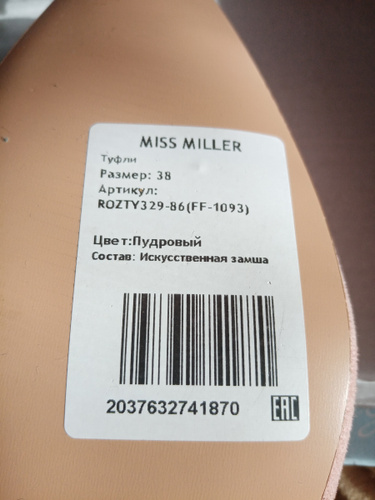 MISS MILLER
Туфли
Размер: 38
Артикул:
ROZTY329-86(FF-1093)
Цвет:Пудровый
Состав: Искусственная замша
2037632741870
EAC